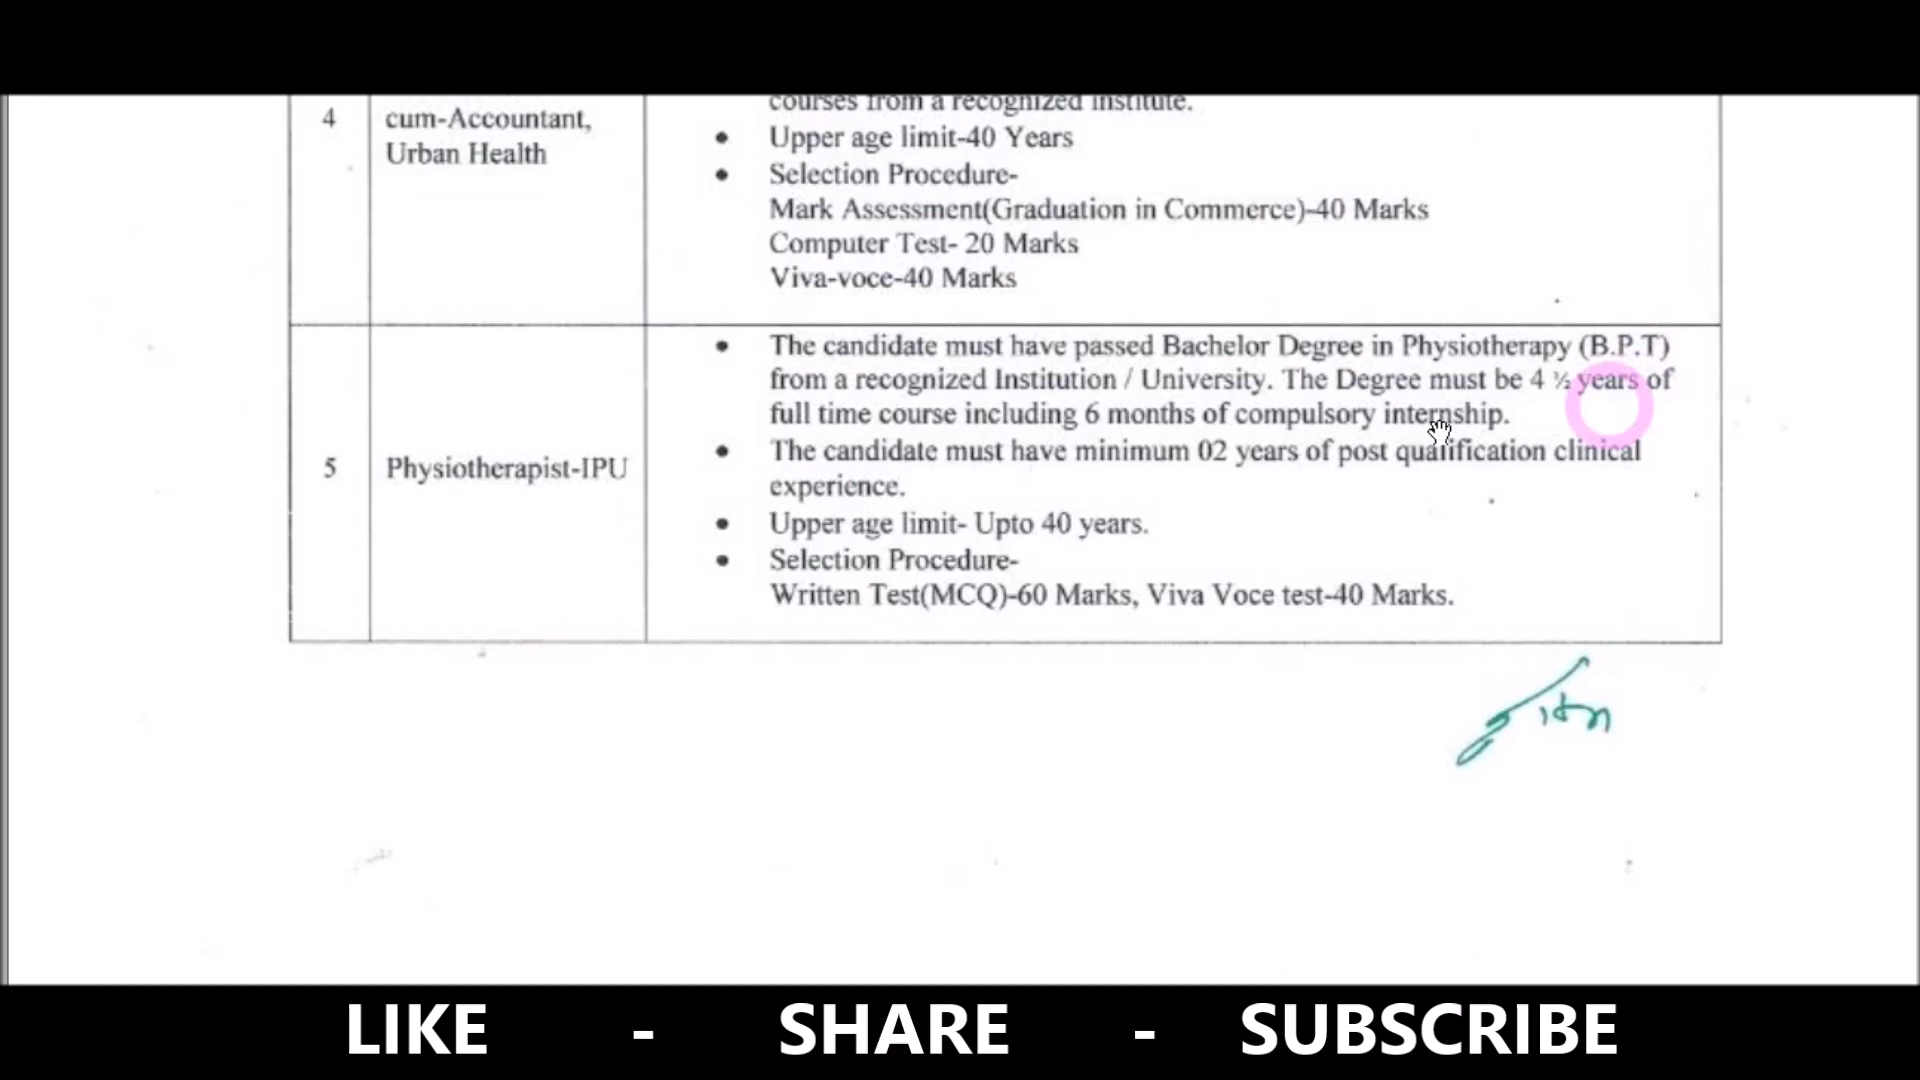 courses from a recognized institute.
4
cum-Accountant,
Urban Health
• Upper age limit-40 Years
• Selection Procedure-
Mark Assessment(Graduation in Commerce)-40 Marks
Computer Test- 20 Marks
Viva-voce-40 Marks
5
Physiotherapist-IPU
• The candidate must have passed Bachelor Degree in Physiotherapy (B.P.T)
from a recognized Institution / University. The Degree must be 4 ½ years of
full time course including 6 months of compulsory internship.
• The candidate must have minimum 02 years of post qualification clinical
experience.
• Upper age limit- Upto 40 years.
• Selection Procedure-
Written Test(MCQ)-60 Marks, Viva Voce test-40 Marks.
LIKE - SHARE - SUBSCRIBE